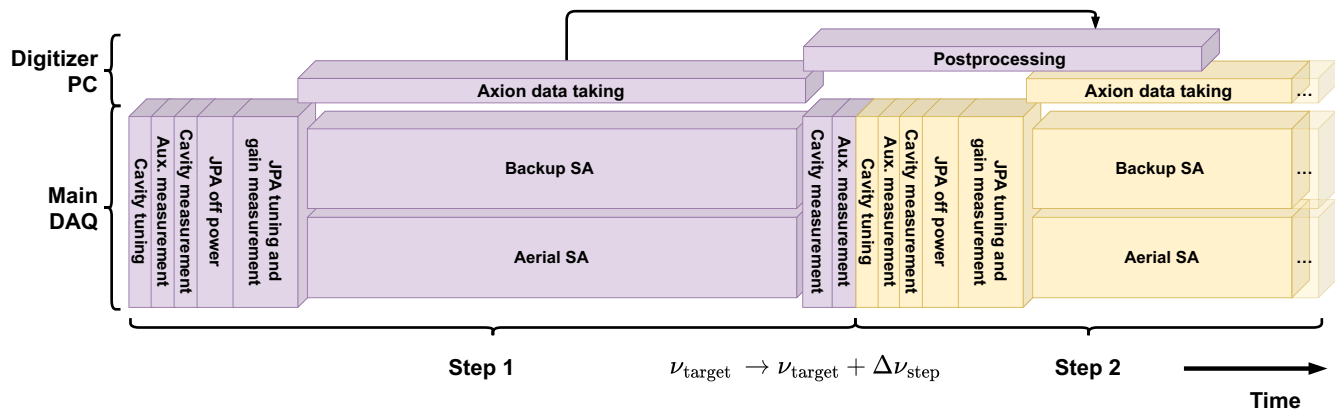 Digitizer
PC
Postprocessing
Axion data taking
Axion data taking
...
Main
DAQ
Cavity tuning
Aux. measurement
Cavity measurement
JPA off power
JPA tuning and
gain measurement
Backup SA
Aerial SA
Cavity measurement
Aux. measurement
Cavity tuning
Aux. measurement
Cavity measurement
JPA off power
JPA tuning and
gain measurement
Backup SA
...
Aerial SA
...
Step 1
ν_target → ν_target + Δν_step
Step 2
Time